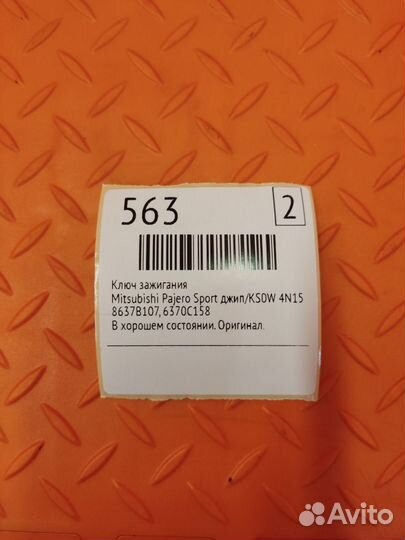 563
2
Ключ зажигания
Mitsubishi Pajero Sport джип/KS0W 4N15
8637B107, 6370C158
В хорошем состоянии. Оригинал.
Avito